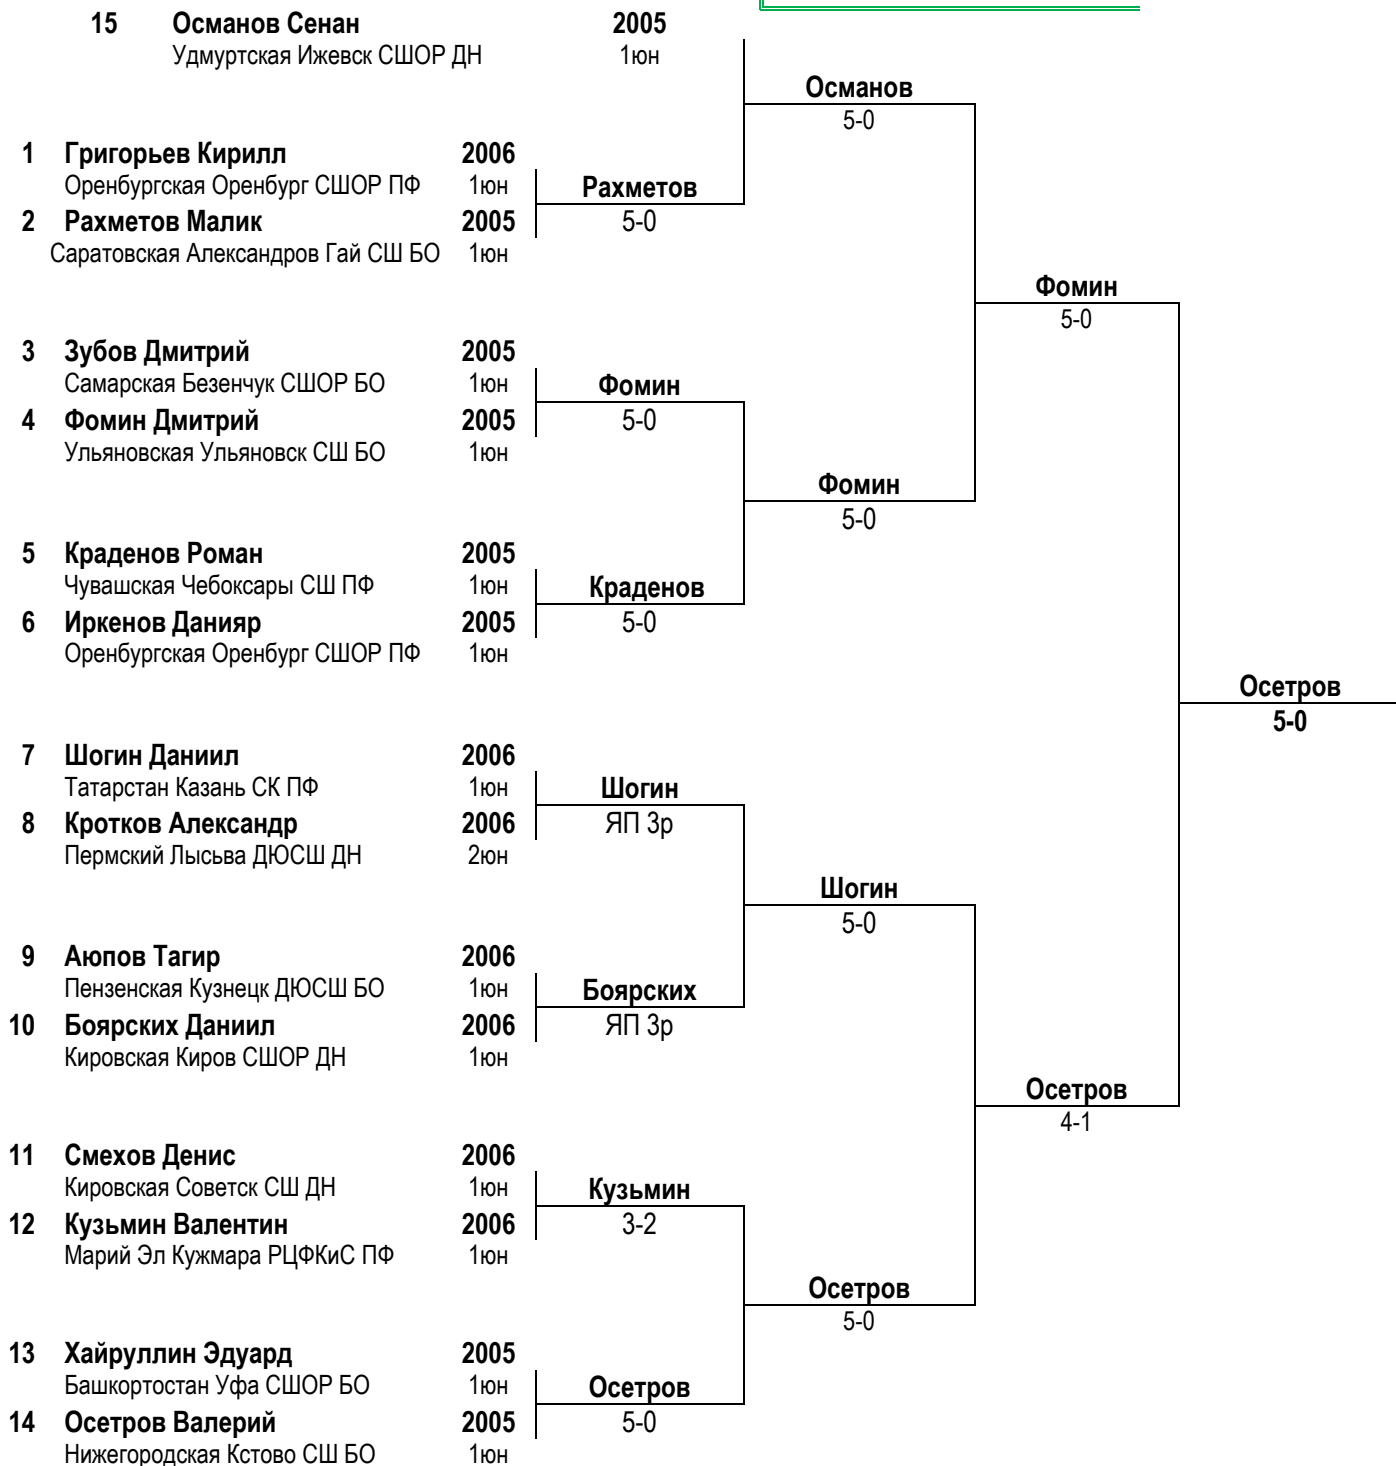 15 Османов Сенан 2005
Удмуртская Ижевск СШОР ДН 1юн
Османов
5-0
1 Григорьев Кирилл 2006
Оренбургская Оренбург СШОР ПФ 1юн
Рахметов
2 Рахметов Малик 2005
5-0
Саратовская Александров Гай СШ БО 1юн
Фомин
5-0
3 Зубов Дмитрий 2005
Самарская Безенчук СШОР БО 1юн
Фомин
4 Фомин Дмитрий 2005
5-0
Ульяновская Ульяновск СШ БО 1юн
Фомин
5-0
5 Краденов Роман 2005
Чувашская Чебоксары СШ ПФ 1юн
Краденов
6 Иркенов Данияр 2005
5-0
Оренбургская Оренбург СШОР ПФ 1юн
Осетров
5-0
7 Шогин Даниил 2006
Татарстан Казань СК ПФ 1юн
Шогин
8 Кротков Александр 2006
ЯП 3р
Пермский Лысьва ДЮСШ ДН 2юн
Шогин
5-0
9 Аюпов Тагир 2006
Пензенская Кузнецк ДЮСШ БО 1юн
Боярских
10 Боярских Даниил 2006
ЯП 3р
Кировская Киров СШОР ДН 1юн
Осетров
4-1
11 Смехов Денис 2006
Кировская Советск СШ ДН 1юн
Кузьмин
12 Кузьмин Валентин 2006
3-2
Марий Эл Кужмара РЦФКиС ПФ 1юн
Осетров
5-0
13 Хайруллин Эдуард 2005
Башкортостан Уфа СШОР БО 1юн
Осетров
14 Осетров Валерий 2005
5-0
Нижегородская Кстово СШ БО 1юн